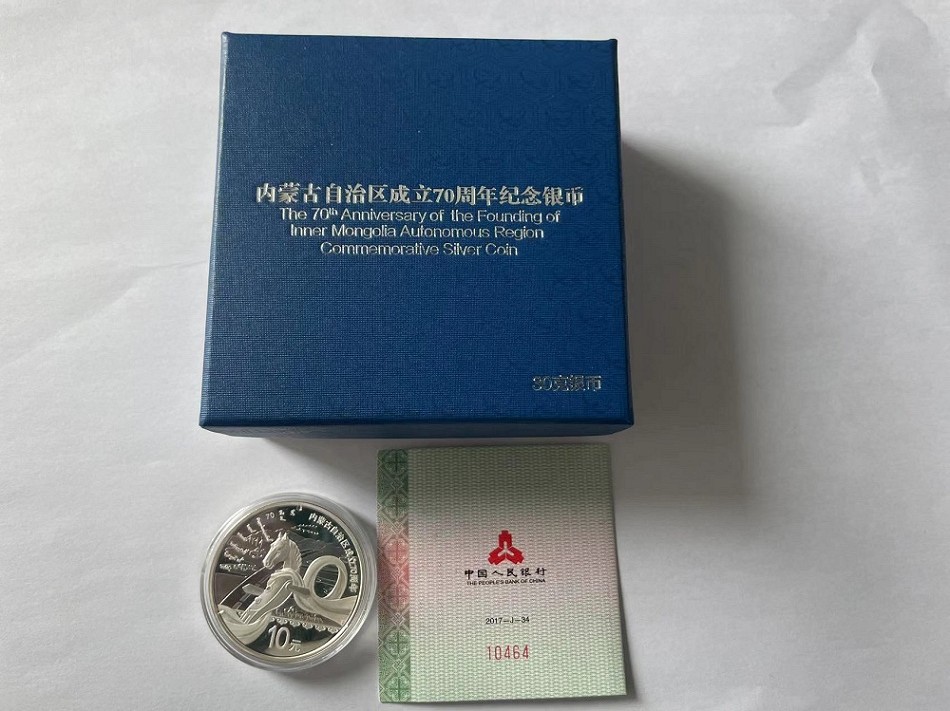 内蒙古自治区成立70周年纪念银币
The 70th Anniversary of the Founding of
Inner Mongolia Autonomous Region
Commemorative Silver Coin
30克银币
内蒙古自治区成立70周年
10元
中国人民银行
THE PEOPLE'S BANK OF CHINA
2017-J-34
10464